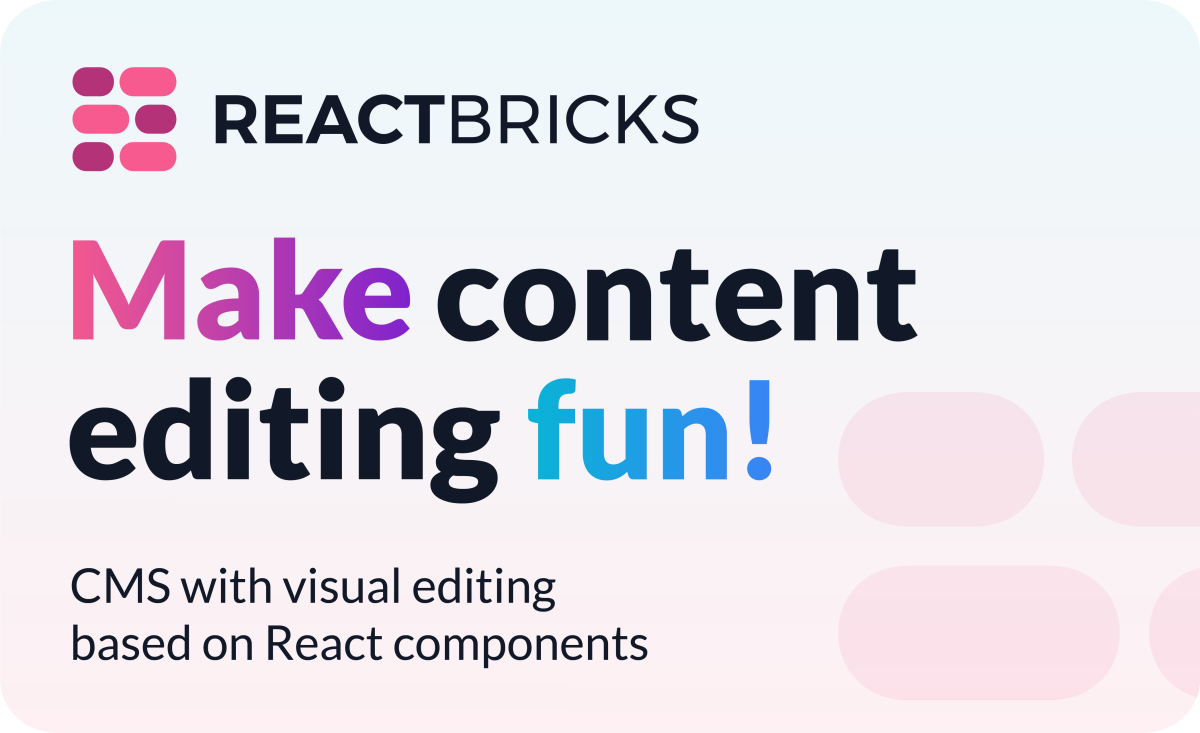 REACTBRICKS
Make content
editing fun!
CMS with visual editing
based on React components